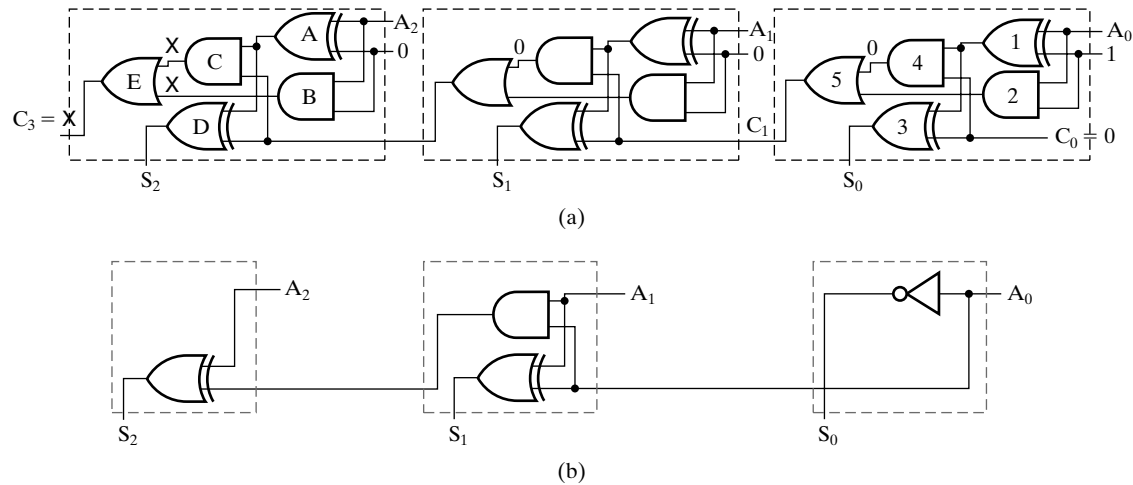 A A₂ 0 X C E X B C₃ = X D S₂
0 A₁ 0 C₁ S₁
1 A₀ 1 0 4 5 2 3 C₀ = 0 S₀
(a)
A₂ A₁ A₀
S₂ S₁ S₀
(b)